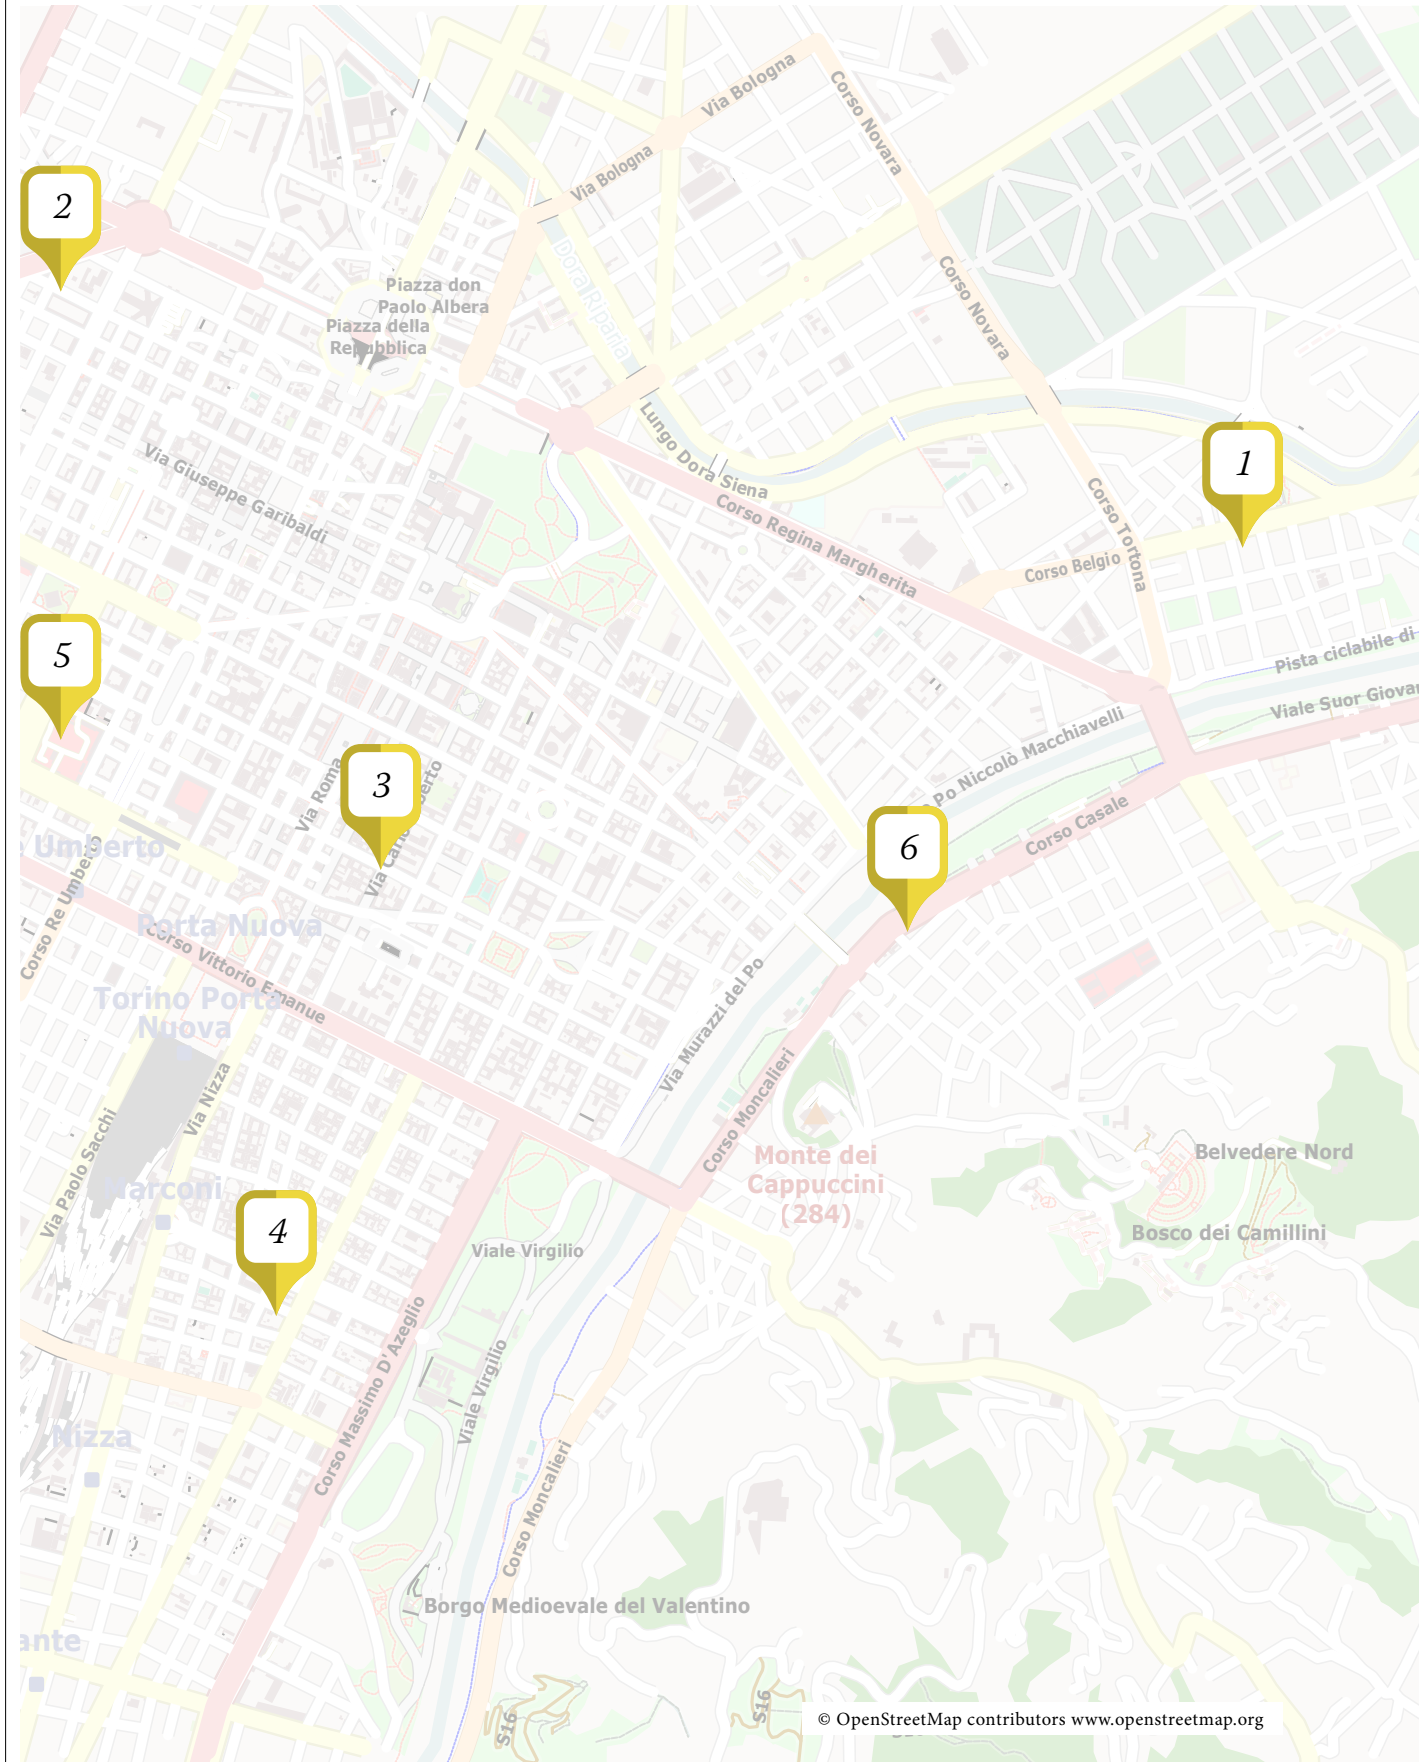 Via Bologna
Corso Novara
Via Bologna
2
Dora Riparia
Corso Novara
Piazza don
Paolo Albera
Piazza della
Repubblica
Lungo Dora Siena
1
Via Giuseppe Garibaldi
Corso Regina Margherita
Corso Tortona
Corso Belgio
5
Pista ciclabile di
Viale Suor
Po Niccolò Macchiavelli
Via Roma
3
Via
6
Corso Casale
Umberto
Corso Re Umberto
Porta Nuova
Corso Vittorio Emanue
Torino Porta
Nuova
Via Murazzi del Po
Via Nizza
Via Paolo Sacchi
Corso Moncalieri
Monte dei
Cappuccini
(284)
Belvedere Nord
Marconi
4
Bosco dei Camillini
Viale Virgilio
Corso Massimo D'Azeglio
Viale Virgilio
Nizza
Corso Moncalieri
Borgo Medioevale del Valentino
ante
S16
S16
© OpenStreetMap contributors www.openstreetmap.org